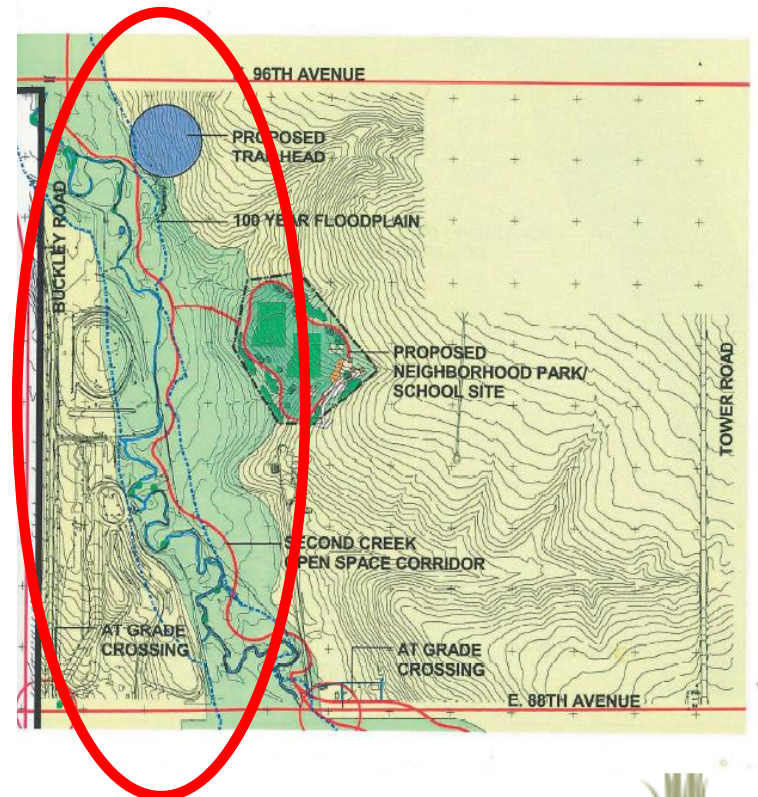 E. 96TH AVENUE
PROPOSED
TRAILHEAD
100 YEAR FLOODPLAIN
BUCKLEY ROAD
PROPOSED
NEIGHBORHOOD PARK/
SCHOOL SITE
TOWER ROAD
SECOND CREEK
OPEN SPACE CORRIDOR
AT GRADE
CROSSING
AT GRADE
CROSSING
E. 88TH AVENUE